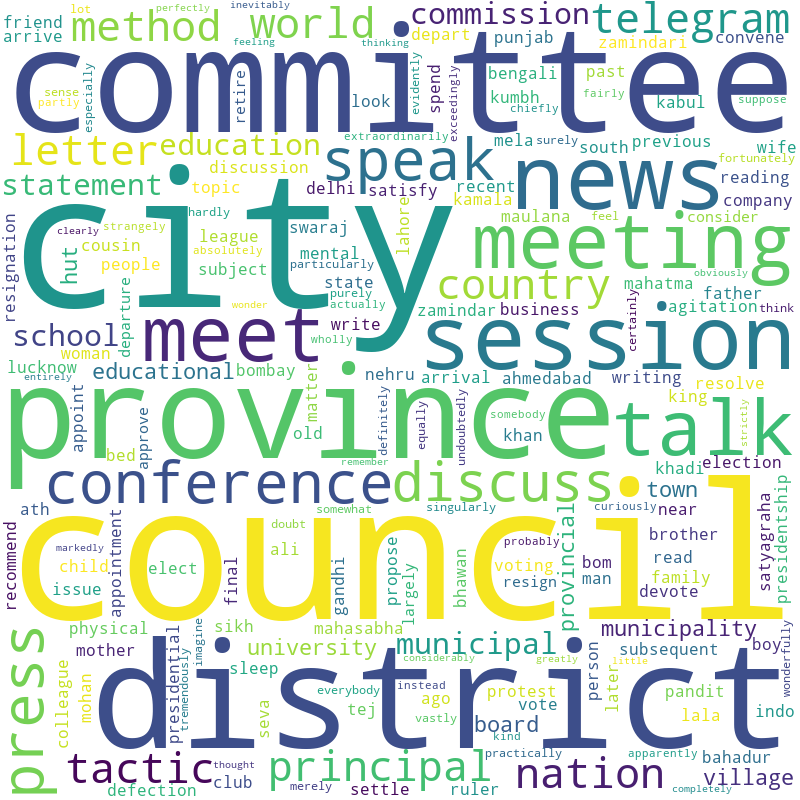 lot perfectly inevitably
friend method world commission telegram
arrive feeling thinking depart punjab zamindari convene
committee
sense partly especially retire look evidently spend exceedingly bengali kumbh chiefly past fairly kabul suppose
extraordinarily mela surely south previous wife
letter education speak news fortunately
discussion reading
statement topic delhi satisfy recent kamala company
city
clearly strangely hardly swaraj lahore maulana feel consider
resignation cousin absolutely league mental meeting
people hut subject particularly country obviously
departure state purely actually mahatma father
wonder meet zamindar business agitation think
school write wholly session certainly
woman
lucknow educational bombay matter nehru arrival ahmedabad writing resolve king
entirely province definitely equally undoubtedly somebody talk strictly
appoint approve old khan
bed remember khadi election
conference discuss town
ath somewhat singularly curiously near satyagraha presidentship
recommend markedly appointment doubt council probably provincial brother
child ali voting bom read
issue elect final gandhi propose largely bhawan resign man family
devote
physical sikh mahasabha municipal municipality
press mother presidential tremendously imagine university considerably greatly little subsequent boy wonderfully
colleague sleep person later
mohan district everybody instead ago protest pandit
seva tej vastly kind vote lala indo
board
practically apparently bahadur
tactic thought principal nation village
defection club merely settle ruler completely